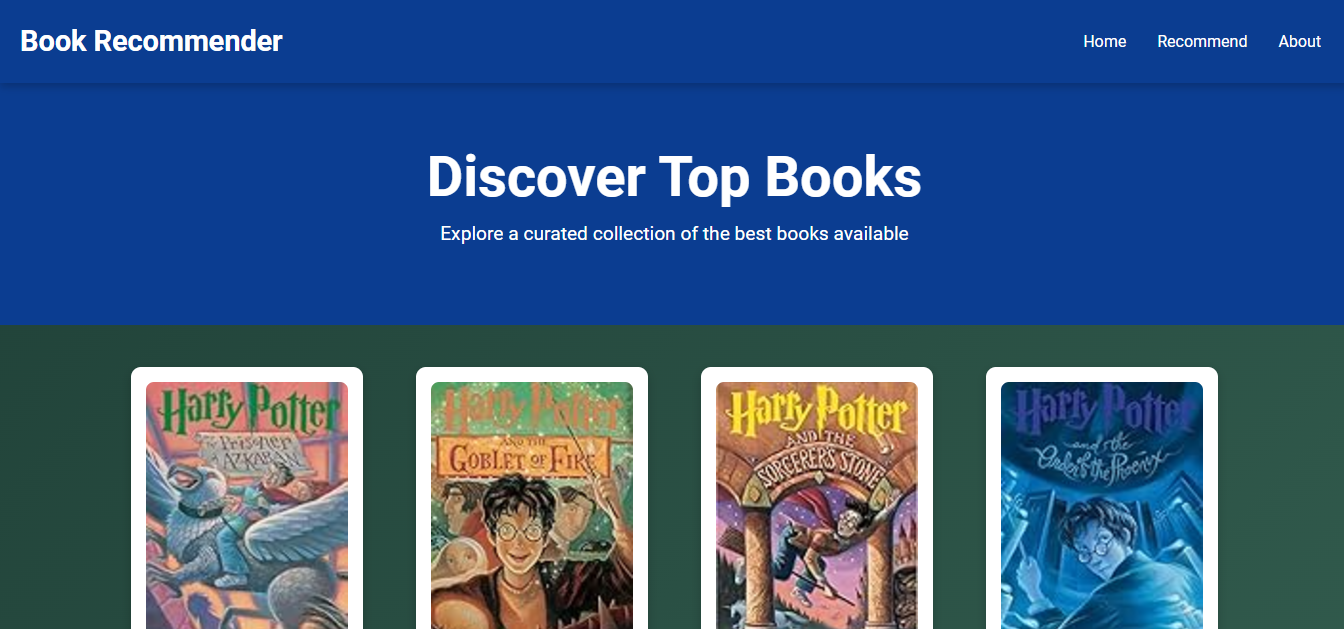 Book Recommender
Home Recommend About
Discover Top Books
Explore a curated collection of the best books available
Harry Potter
The Prisoner
of AZKABAN
Harry Potter
AND THE
GOBLET OF FIRE
Harry Potter
AND THE
SORCERER'S STONE
Harry Potter
and the
Order of the Phoenix